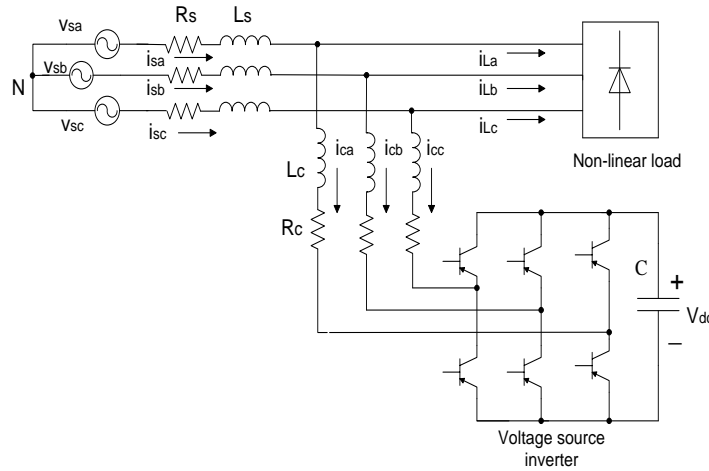 Rs Ls
vsa
isa
iLa
vsb
N
isb
iLb
vsc
isc
iLc
Non-linear load
Lc
ica
icb
icc
Rc
C
+
Vdc
−
Voltage source
inverter